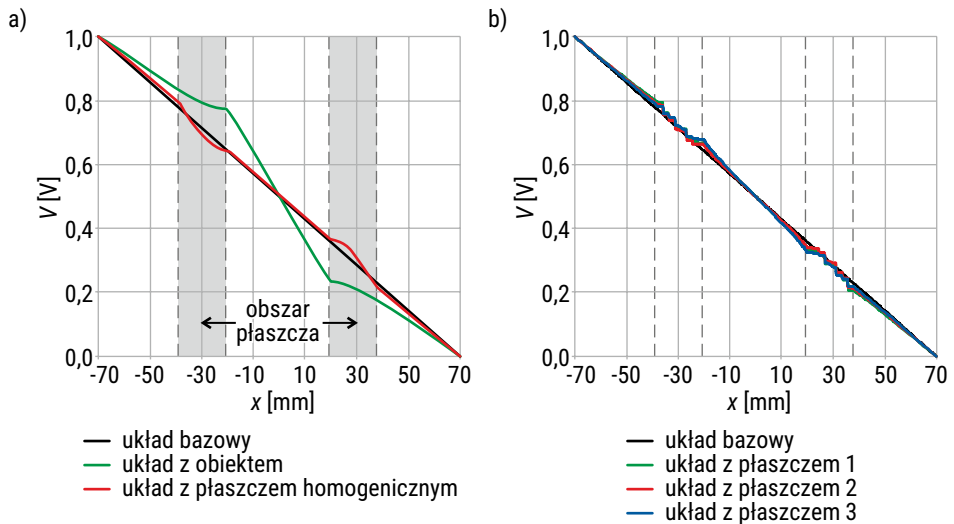 a)
1,0
0,8
0,6
0,4
0,2
0,0
V [V]
obszar
płaszcza
-70 -50 -30 -10 10 30 50 70
x [mm]
układ bazowy
układ z obiektem
układ z płaszczem homogenicznym
b)
1,0
0,8
0,6
0,4
0,2
0,0
V [V]
-70 -50 -30 -10 10 30 50 70
x [mm]
układ bazowy
układ z płaszczem 1
układ z płaszczem 2
układ z płaszczem 3